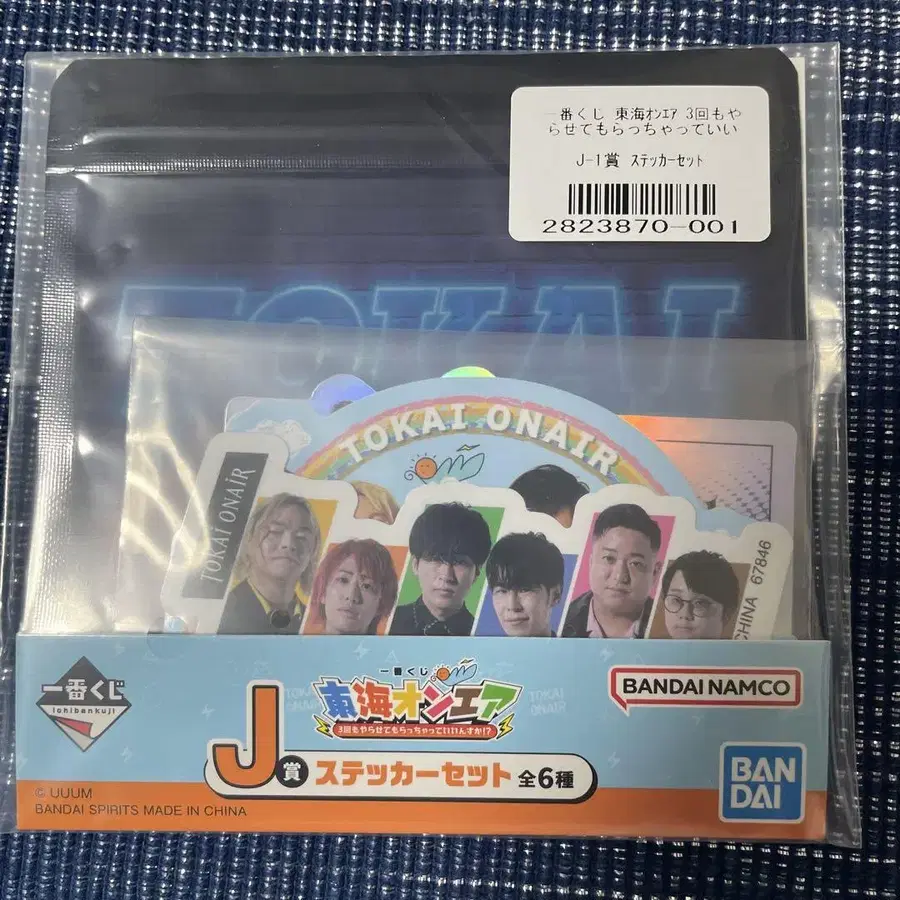 一番くじ 東海ｵﾝｴｱ 3回もや
らせてもらっちゃっていい
J-1賞 ｽﾃｯｶｰｾｯﾄ
2823870-001
TOKAI
TOKAI ONAIR
TOKAI ONAIR
CHINA 67846
一番くじ
ichibankuji
一番くじ
東海オンエア
3回もやらせてもらっちゃっていいんすか!?
TOKAI
ONAIR
TOKAI
ONAIR
BANDAI NAMCO
J賞 ステッカーセット 全6種
BAN
DAI
© UUUM
BANDAI SPIRITS MADE IN CHINA